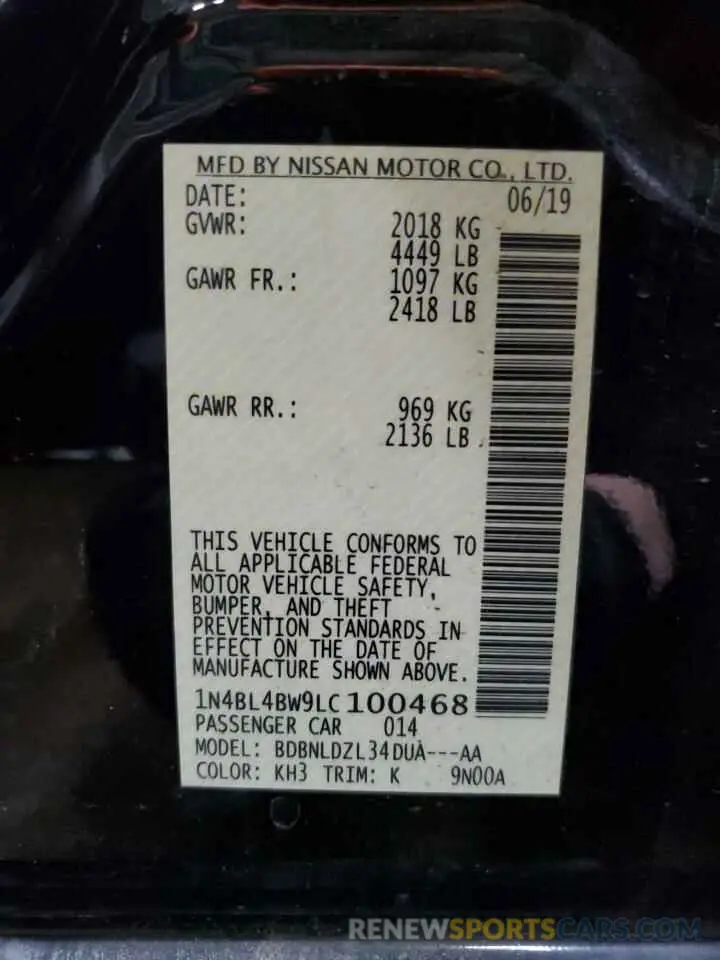 MFD BY NISSAN MOTOR CO., LTD.
DATE: 06/19
GVWR: 2018 KG
4449 LB
GAWR FR.: 1097 KG
2418 LB
GAWR RR.: 969 KG
2136 LB
THIS VEHICLE CONFORMS TO
ALL APPLICABLE FEDERAL
MOTOR VEHICLE SAFETY,
BUMPER, AND THEFT
PREVENTION STANDARDS IN
EFFECT ON THE DATE OF
MANUFACTURE SHOWN ABOVE.
1N4BL4BW9LC100468
PASSENGER CAR 014
MODEL: BDBNLDZL34DUA---AA
COLOR: KH3 TRIM: K 9N00A
RENEWSPORTSCARS.COM